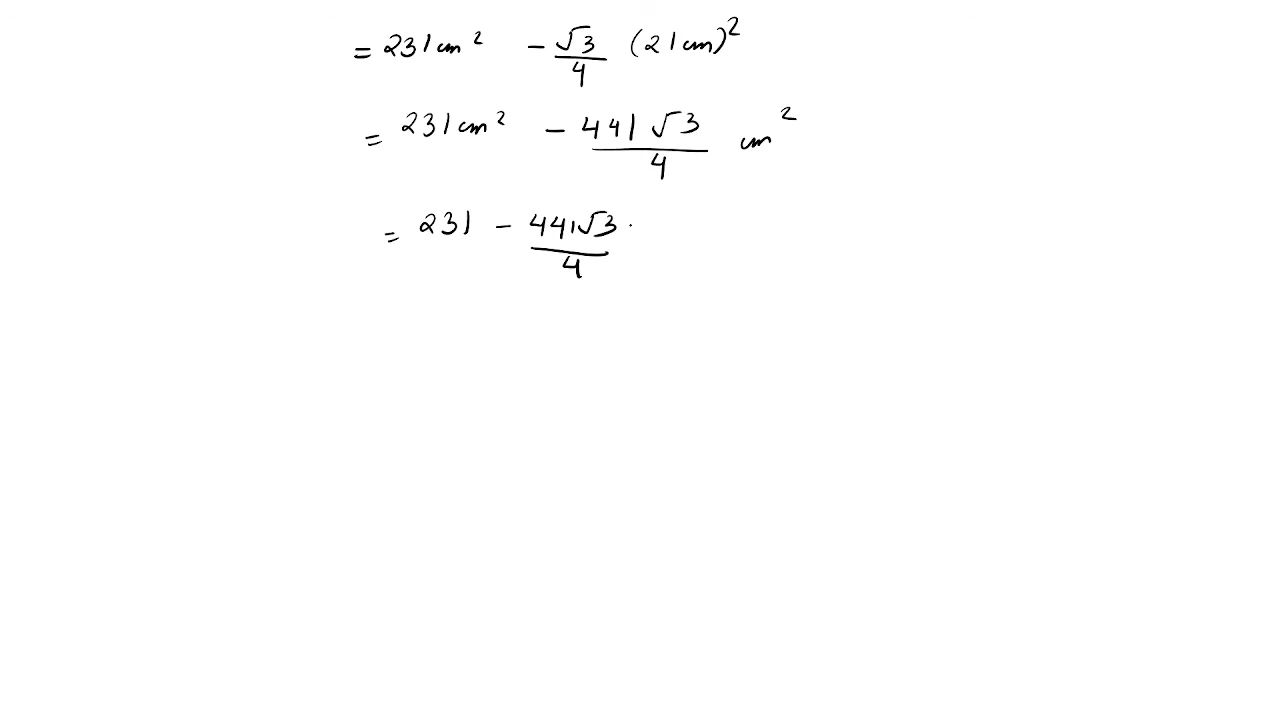 = 231 cm² - √3/4 (21 cm)²
= 231 cm² - 441√3/4 cm²
= 231 - 441√3/4